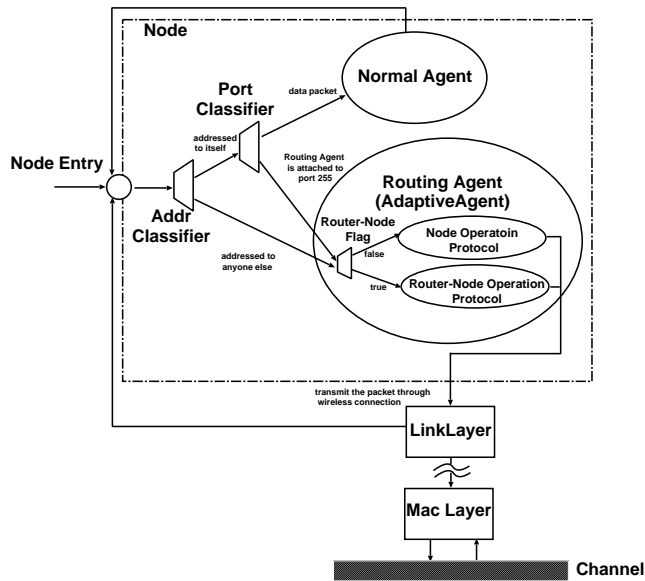 Node
Normal Agent
Port
Classifier
data packet
addressed
to itself
Node Entry
Routing Agent
is attached to
port 255
Routing Agent
(AdaptiveAgent)
Addr
Classifier
Router-Node
Flag
false
Node Operatoin
Protocol
addressed to
anyone else
true
Router-Node Operation
Protocol
transmit the packet through
wireless connection
LinkLayer
Mac Layer
Channel